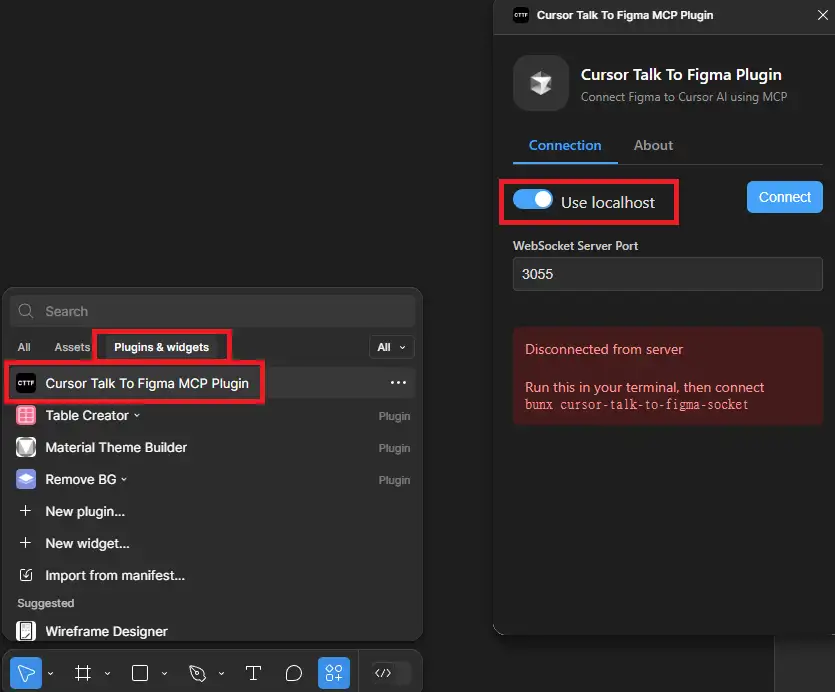 CTTF Cursor Talk To Figma MCP Plugin
Cursor Talk To Figma Plugin
Connect Figma to Cursor AI using MCP
Connection About
Use localhost
Connect
WebSocket Server Port
3055
Disconnected from server
Run this in your terminal, then connect
bunx cursor-talk-to-figma-socket
Search
All Assets Plugins & widgets All
CTTF Cursor Talk To Figma MCP Plugin
Table Creator Plugin
Material Theme Builder Plugin
Remove BG Plugin
New plugin...
New widget...
Import from manifest...
Suggested
Wireframe Designer